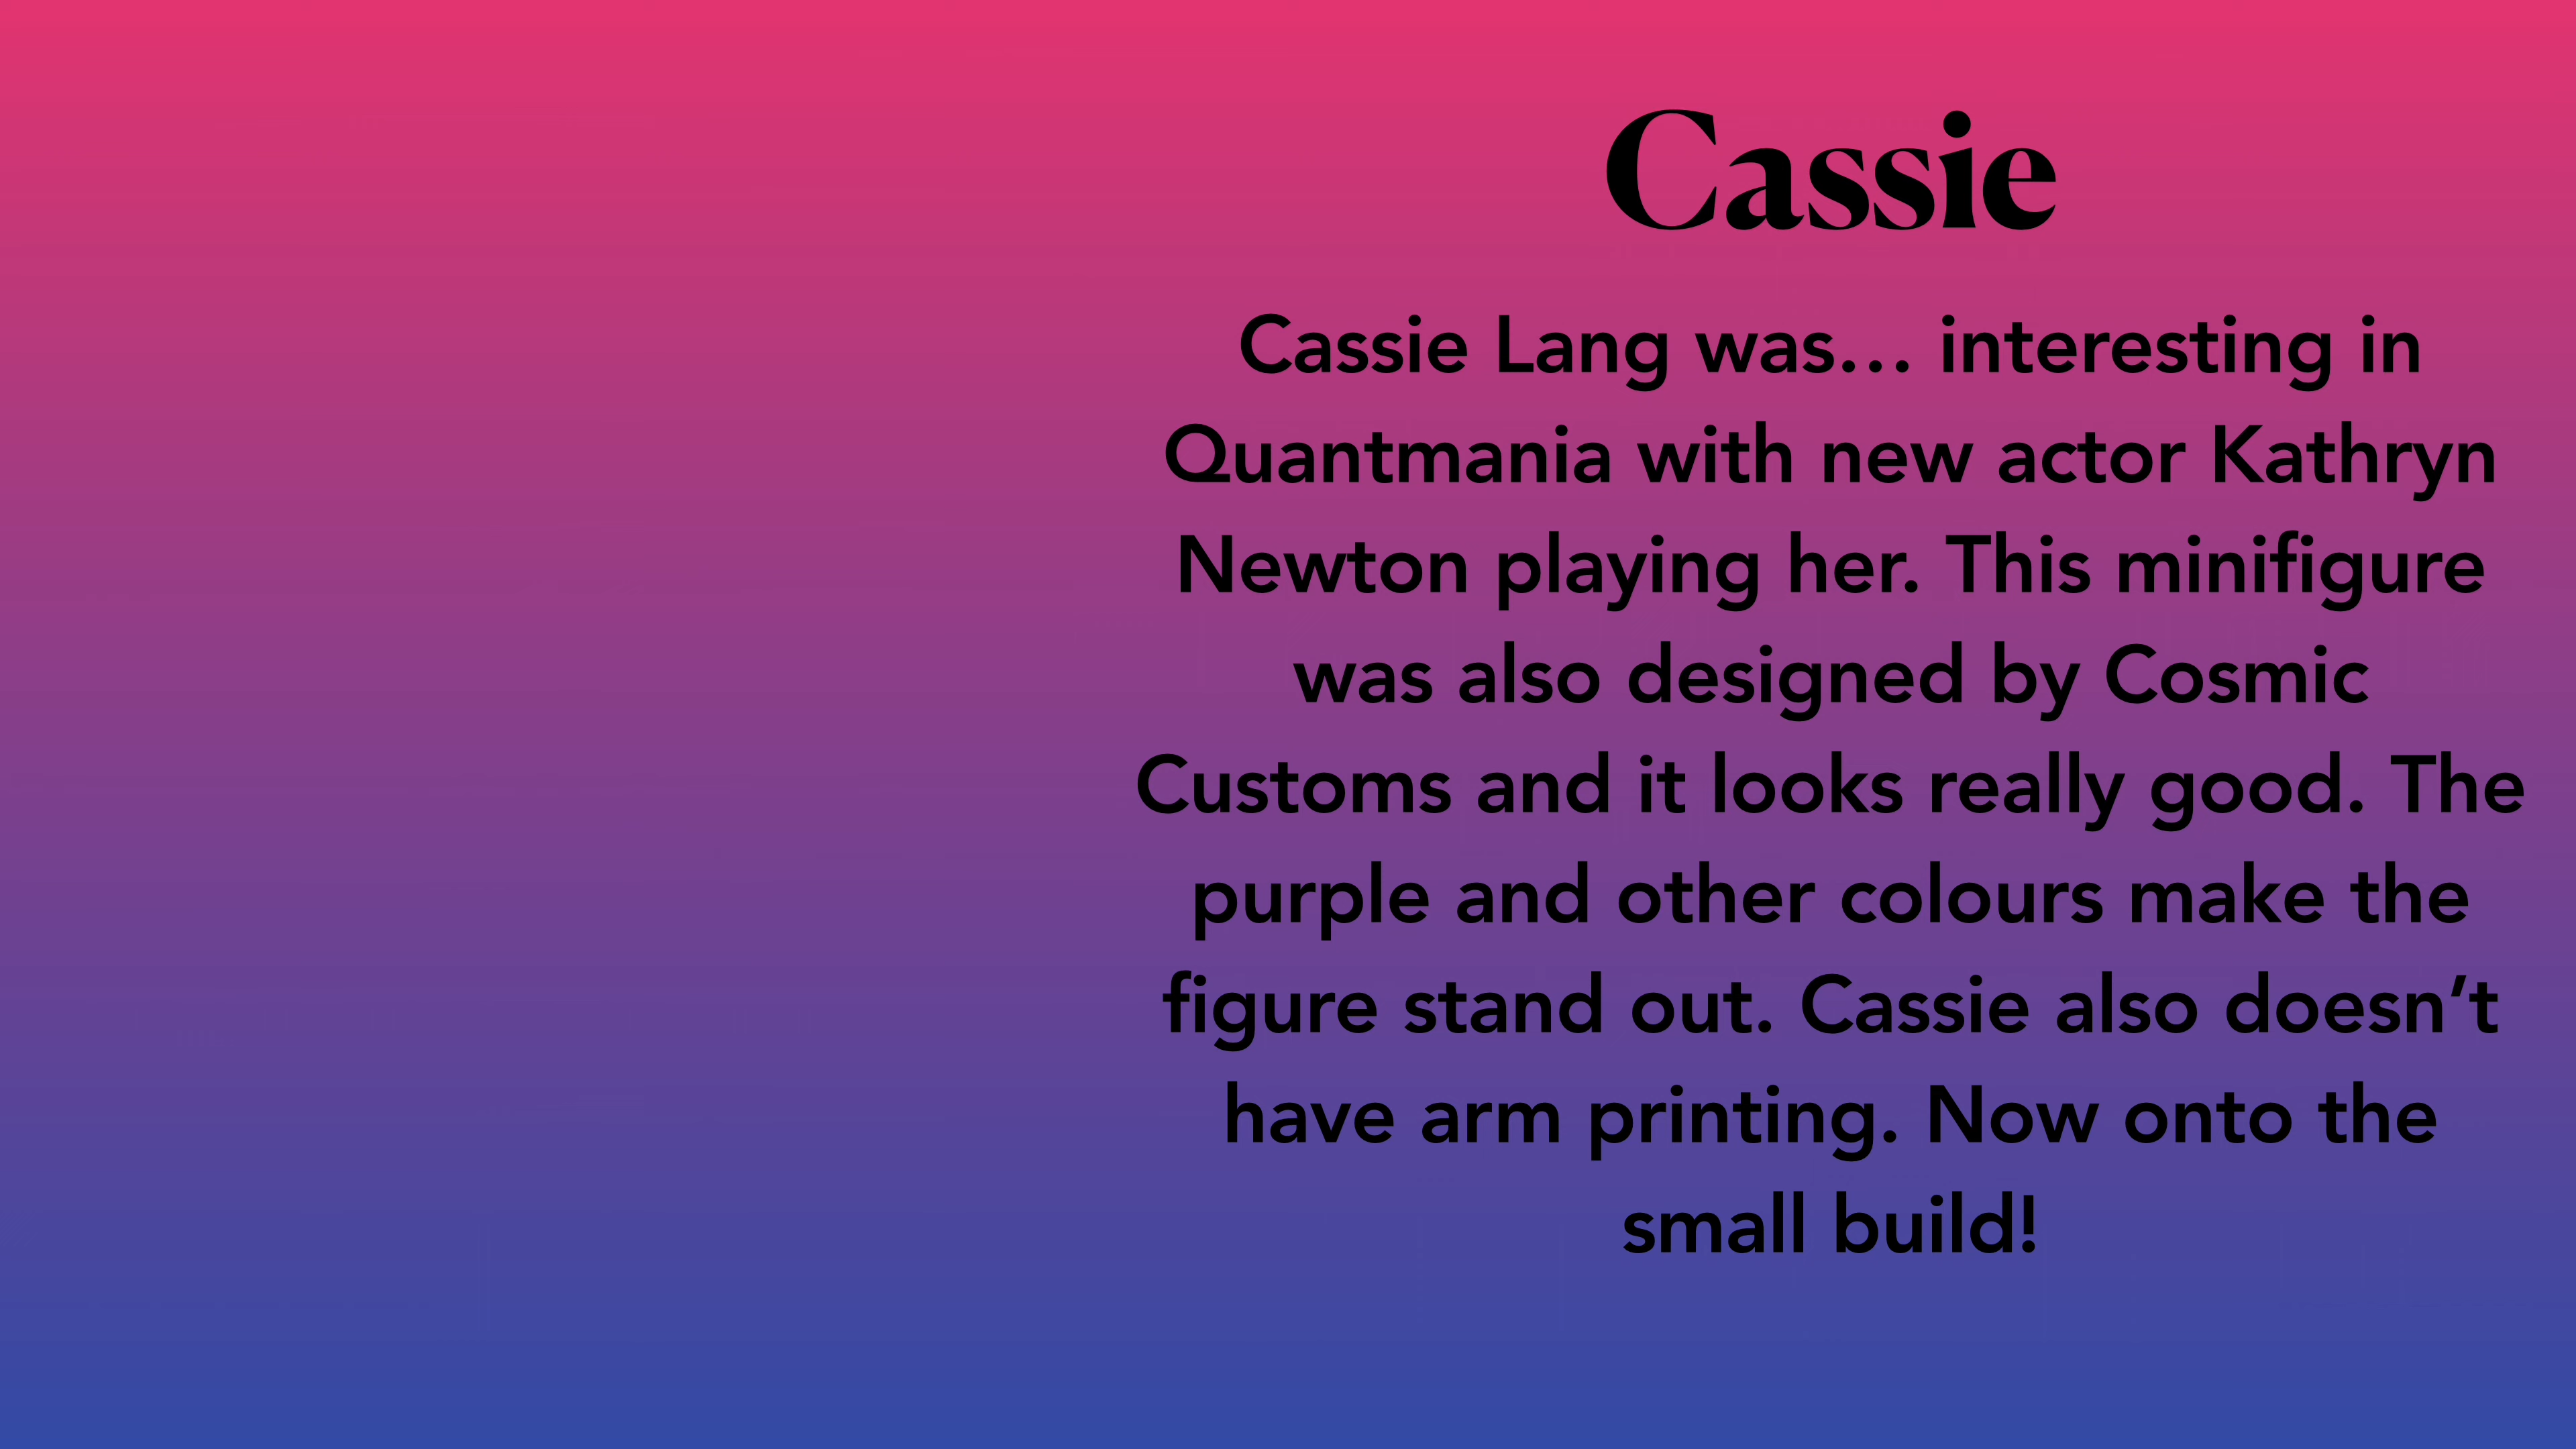 Cassie
Cassie Lang was… interesting in
Quantmania with new actor Kathryn
Newton playing her. This minifigure
was also designed by Cosmic
Customs and it looks really good. The
purple and other colours make the
figure stand out. Cassie also doesn’t
have arm printing. Now onto the
small build!